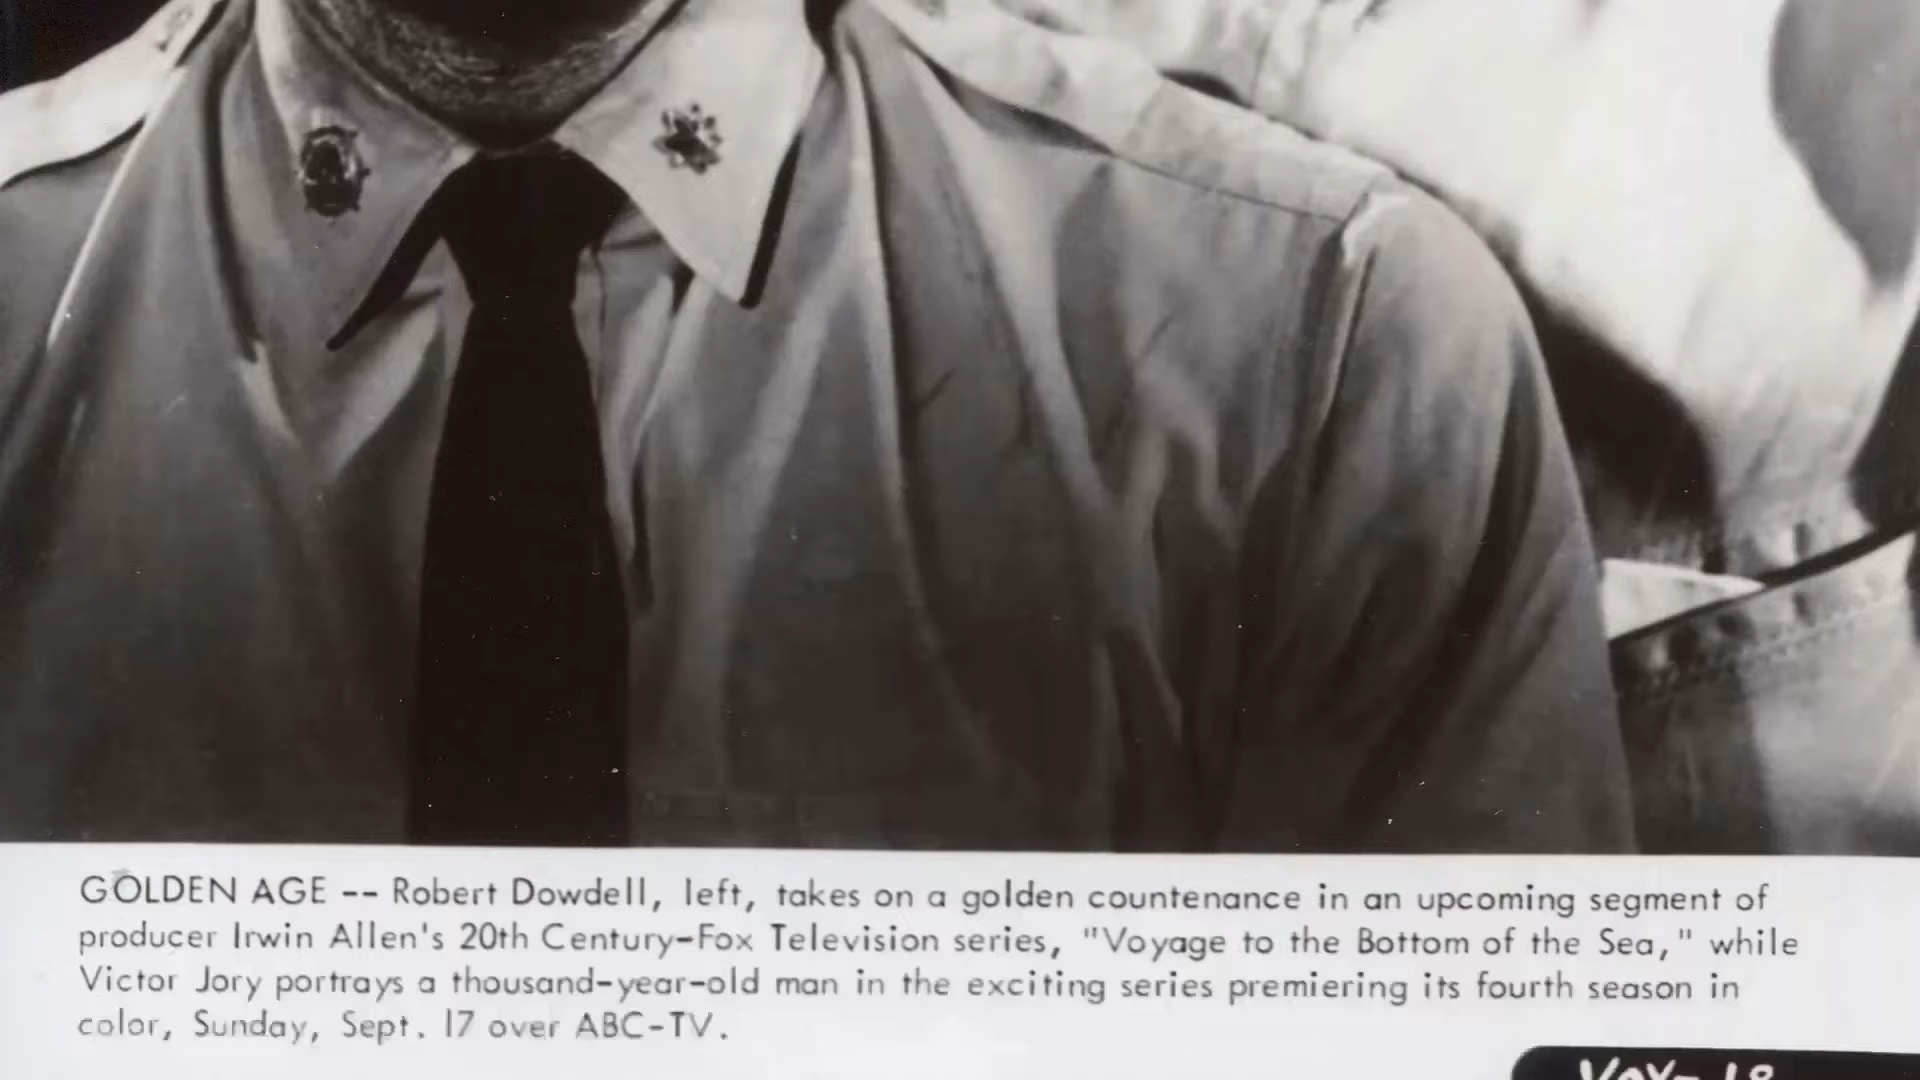 GOLDEN AGE -- Robert Dowdell, left, takes on a golden countenance in an upcoming segment of
producer Irwin Allen's 20th Century-Fox Television series, "Voyage to the Bottom of the Sea," while
Victor Jory portrays a thousand-year-old man in the exciting series premiering its fourth season in
color, Sunday, Sept. 17 over ABC-TV.
VOY-18